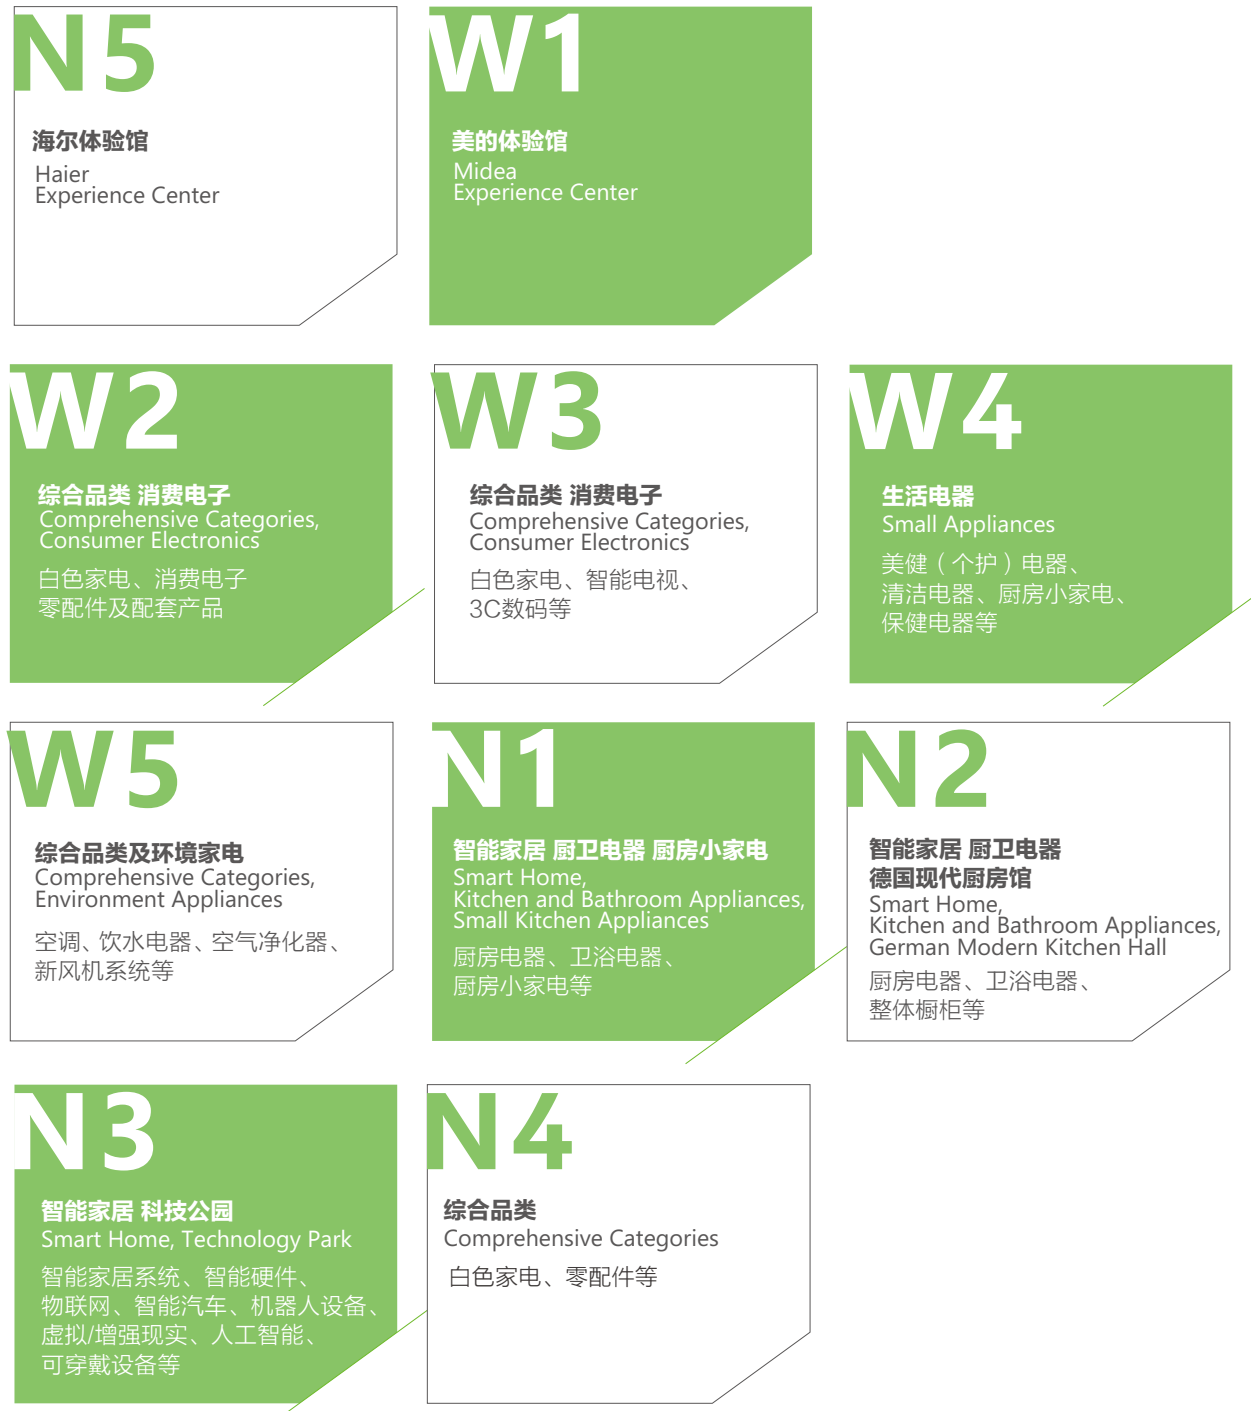 N5
海尔体验馆
Haier
Experience Center
W1
美的体验馆
Midea
Experience Center
W2
综合品类 消费电子
Comprehensive Categories,
Consumer Electronics
白色家电、消费电子
零配件及配套产品
W3
综合品类 消费电子
Comprehensive Categories,
Consumer Electronics
白色家电、智能电视、
3C数码等
W4
生活电器
Small Appliances
美健（个护）电器、
清洁电器、厨房小家电、
保健电器等
W5
综合品类及环境家电
Comprehensive Categories,
Environment Appliances
空调、饮水电器、空气净化器、
新风机系统等
N1
智能家居 厨卫电器 厨房小家电
Smart Home,
Kitchen and Bathroom Appliances,
Small Kitchen Appliances
厨房电器、卫浴电器、
厨房小家电等
N2
智能家居 厨卫电器
德国现代厨房馆
Smart Home,
Kitchen and Bathroom Appliances,
German Modern Kitchen Hall
厨房电器、卫浴电器、
整体橱柜等
N3
智能家居 科技公园
Smart Home, Technology Park
智能家居系统、智能硬件、
物联网、智能汽车、机器人设备、
虚拟/增强现实、人工智能、
可穿戴设备等
N4
综合品类
Comprehensive Categories
白色家电、零配件等